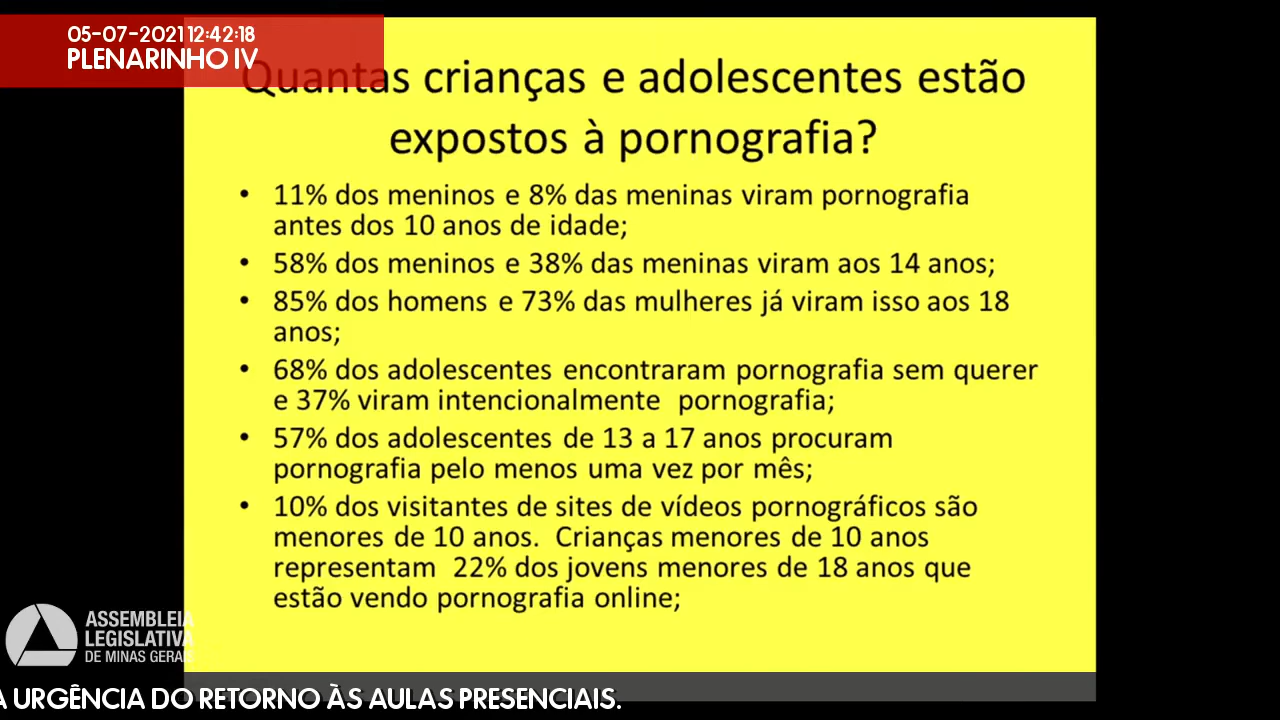 05-07-2021 12:42:18
PLENARINHO IV
Quantas crianças e adolescentes estão
expostos à pornografia?
• 11% dos meninos e 8% das meninas viram pornografia
antes dos 10 anos de idade;
• 58% dos meninos e 38% das meninas viram aos 14 anos;
• 85% dos homens e 73% das mulheres já viram isso aos 18
anos;
• 68% dos adolescentes encontraram pornografia sem querer
e 37% viram intencionalmente pornografia;
• 57% dos adolescentes de 13 a 17 anos procuram
pornografia pelo menos uma vez por mês;
• 10% dos visitantes de sites de vídeos pornográficos são
menores de 10 anos. Crianças menores de 10 anos
representam 22% dos jovens menores de 18 anos que
estão vendo pornografia online;
ASSEMBLEIA
LEGISLATIVA
DE MINAS GERAIS
A URGÊNCIA DO RETORNO ÀS AULAS PRESENCIAIS.